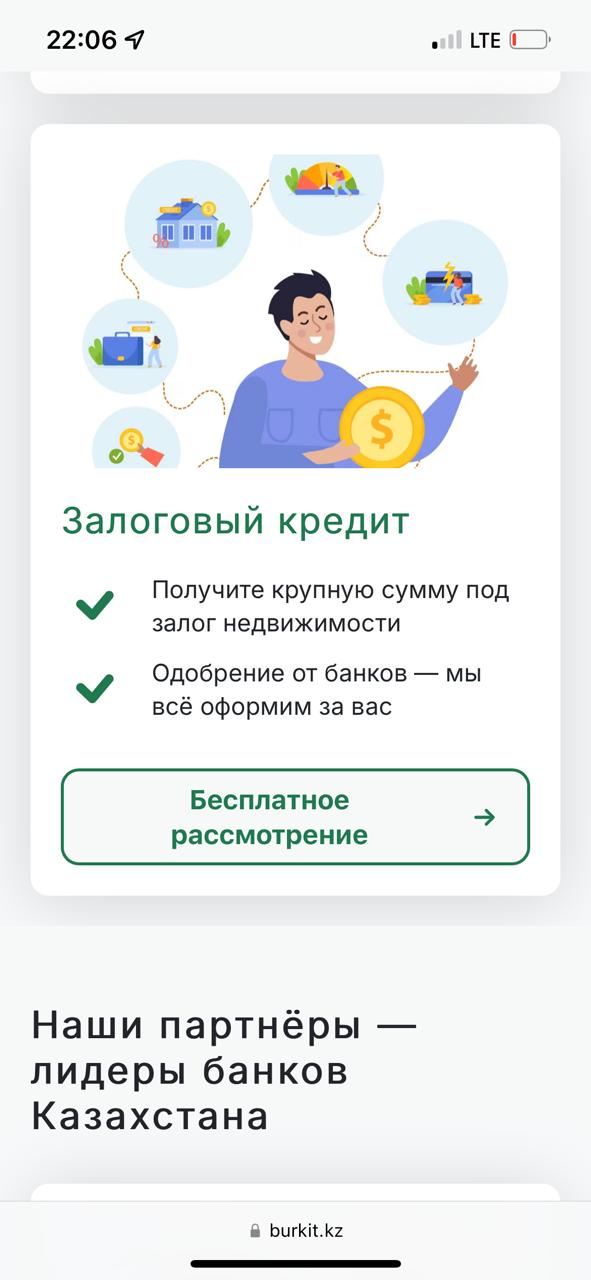 22:06
LTE
%
$
$
$
Залоговый кредит
Получите крупную сумму под
залог недвижимости
Одобрение от банков — мы
всё оформим за вас
Бесплатное
рассмотрение
Наши партнёры —
лидеры банков
Казахстана
burkit.kz